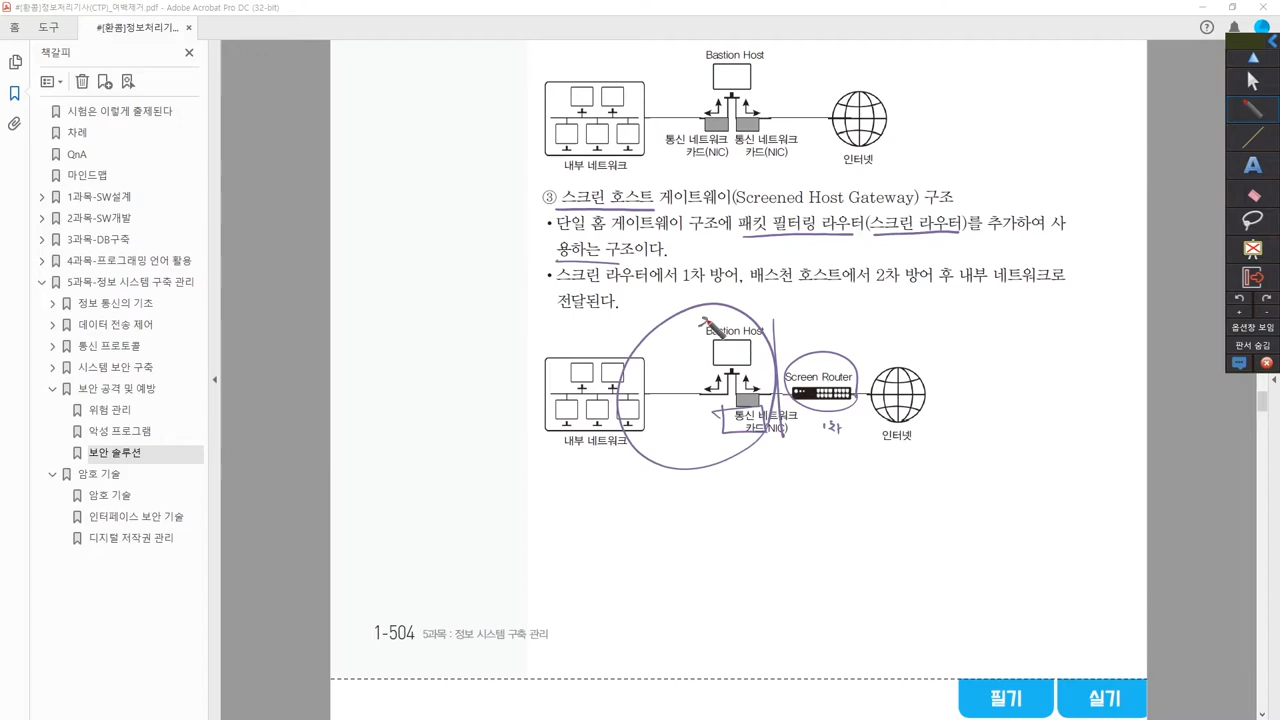 #[환콤]정보처리기사(CTP)_여백제거.pdf - Adobe Acrobat Pro DC (32-bit)
홈 도구 #[환콤]정보처리기... ×
책갈피
시험은 이렇게 출제된다
차례
QnA
마인드맵
1과목-SW설계
2과목-SW개발
3과목-DB구축
4과목-프로그래밍 언어 활용
5과목-정보 시스템 구축 관리
정보 통신의 기초
데이터 전송 제어
통신 프로토콜
시스템 보안 구축
보안 공격 및 예방
위험 관리
악성 프로그램
보안 솔루션
암호 기술
암호 기술
인터페이스 보안 기술
디지털 저작권 관리
Bastion Host
통신 네트워크 통신 네트워크
카드(NIC) 카드(NIC)
내부 네트워크
인터넷
③ 스크린 호스트 게이트웨이(Screened Host Gateway) 구조
• 단일 홈 게이트웨이 구조에 패킷 필터링 라우터(스크린 라우터)를 추가하여 사
용하는 구조이다.
• 스크린 라우터에서 1차 방어, 배스천 호스트에서 2차 방어 후 내부 네트워크로
전달된다.
Bastion Host
Screen Router
통신 네트워크
카드(NIC)
1차
내부 네트워크
인터넷
1-504 5과목 : 정보 시스템 구축 관리
필기 실기
A
- +
옵션장 보임
판서 숨김